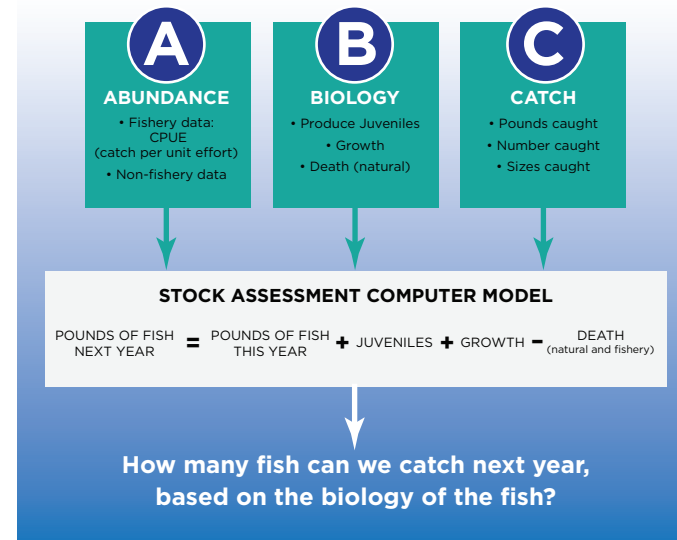 A
ABUNDANCE
• Fishery data:
CPUE
(catch per unit effort)
• Non-fishery data
B
BIOLOGY
• Produce Juveniles
• Growth
• Death (natural)
C
CATCH
• Pounds caught
• Number caught
• Sizes caught
STOCK ASSESSMENT COMPUTER MODEL
POUNDS OF FISH
NEXT YEAR
=
POUNDS OF FISH
THIS YEAR
+
JUVENILES
+
GROWTH
–
DEATH
(natural and fishery)
How many fish can we catch next year,
based on the biology of the fish?